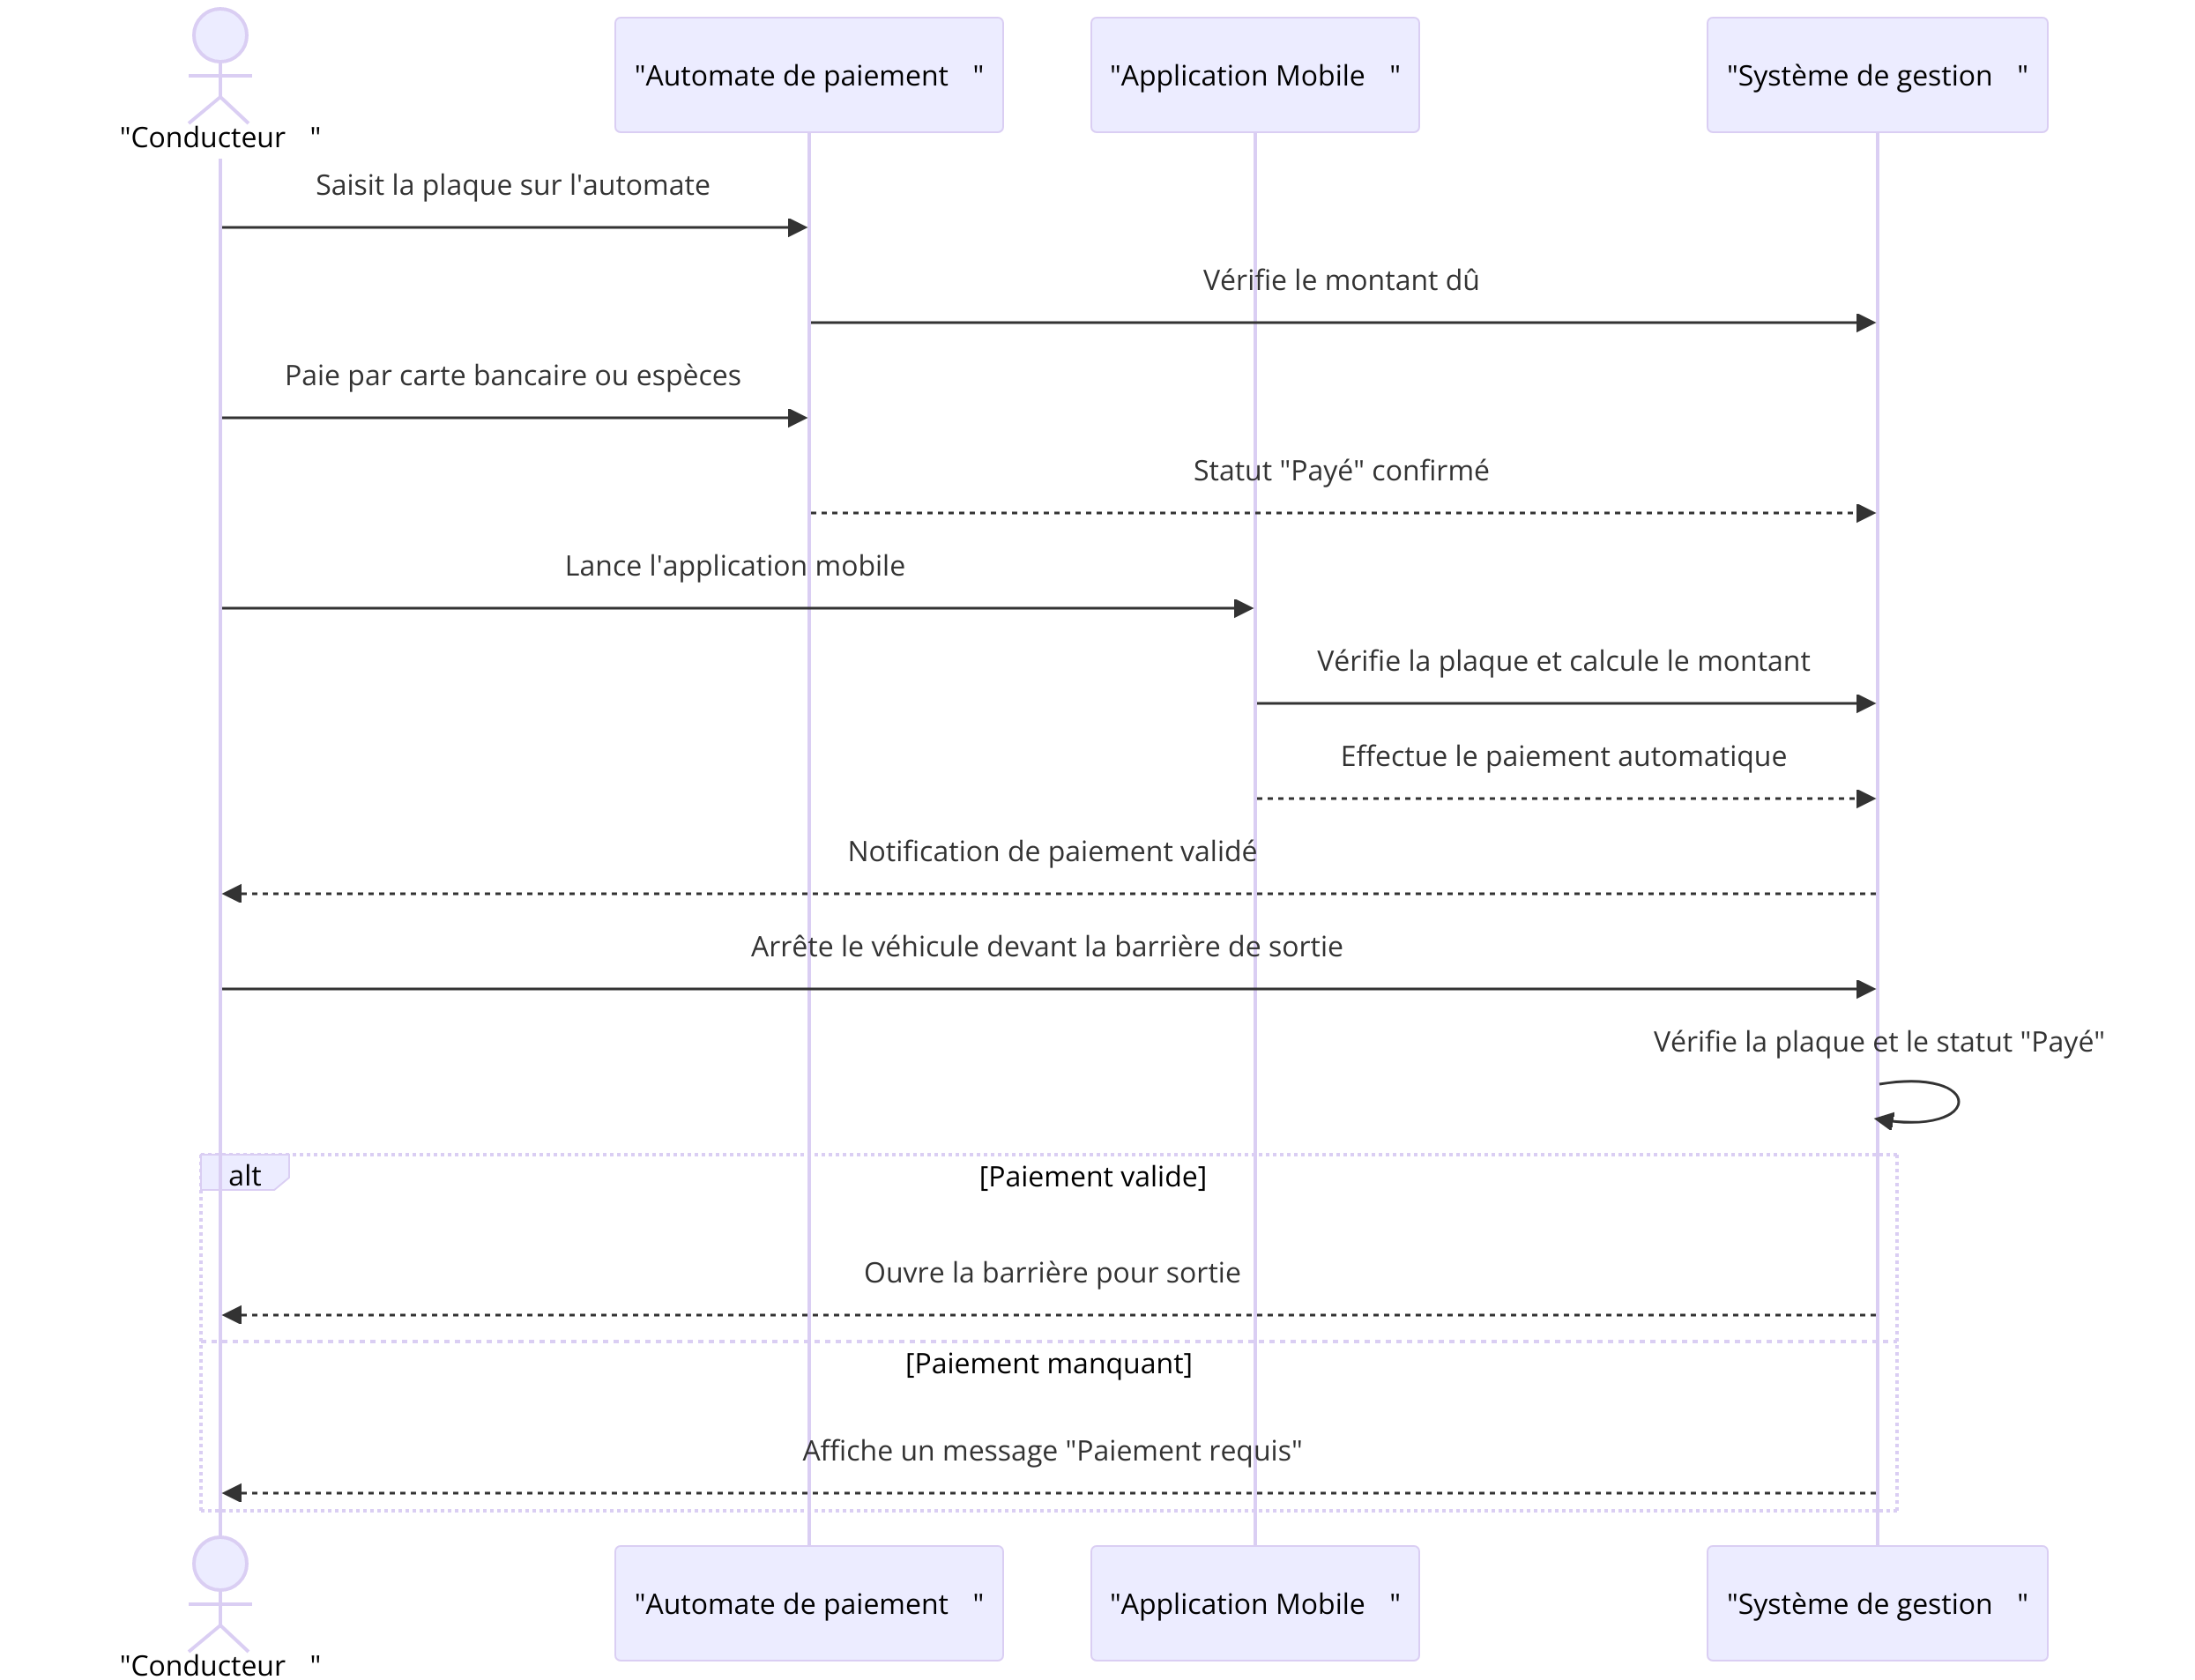 "Conducteur "
"Automate de paiement "
"Application Mobile "
"Système de gestion "
Saisit la plaque sur l'automate
Vérifie le montant dû
Paie par carte bancaire ou espèces
Statut "Payé" confirmé
Lance l'application mobile
Vérifie la plaque et calcule le montant
Effectue le paiement automatique
Notification de paiement validé
Arrête le véhicule devant la barrière de sortie
Vérifie la plaque et le statut "Payé"
alt
[Paiement valide]
Ouvre la barrière pour sortie
[Paiement manquant]
Affiche un message "Paiement requis"
"Conducteur "
"Automate de paiement "
"Application Mobile "
"Système de gestion "